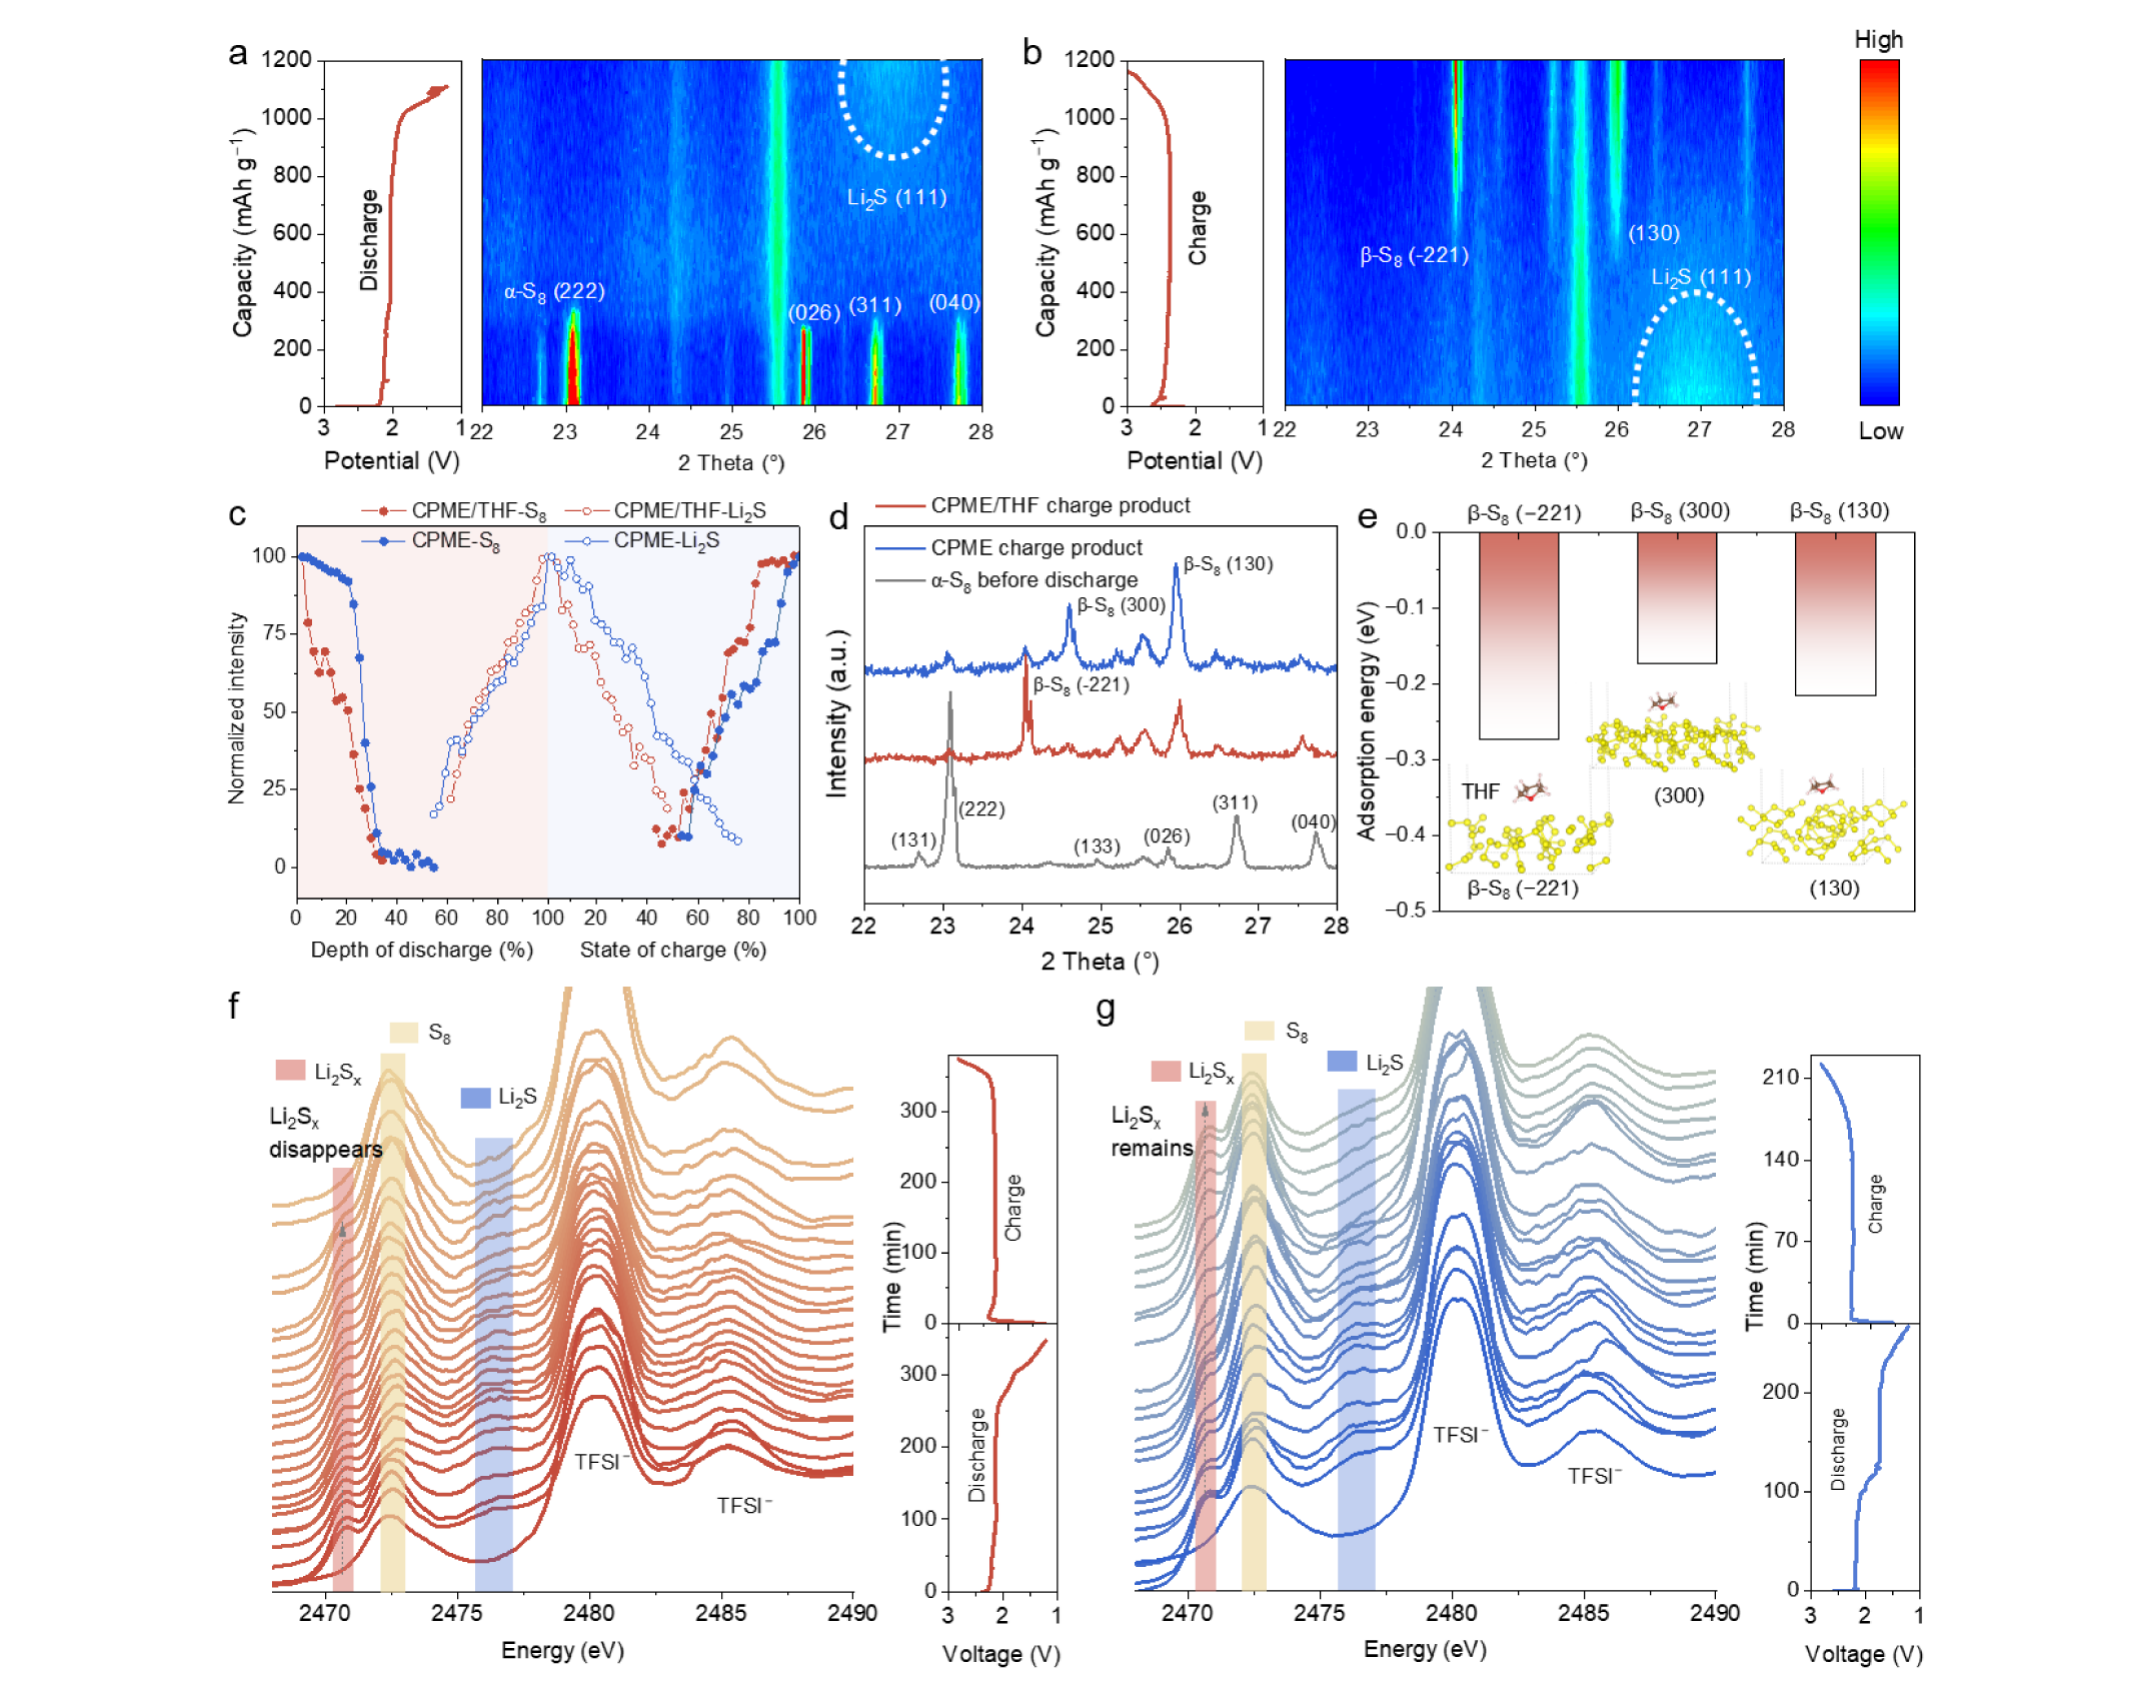 a
1200
1000
800
600
400
200
0
Capacity (mAh g⁻¹)
Discharge
3 2 1
Potential (V)
α-S₈ (222)
(026)
(311)
(040)
Li₂S (111)
22 23 24 25 26 27 28
2 Theta (°)
b
1200
1000
800
600
400
200
0
Capacity (mAh g⁻¹)
Charge
3 2 1
Potential (V)
β-S₈ (-221)
(130)
Li₂S (111)
22 23 24 25 26 27 28
2 Theta (°)
High
Low
c
CPME/THF-S₈
CPME/THF-Li₂S
CPME-S₈
CPME-Li₂S
100
75
50
25
0
Normalized intensity
0 20 40 60 80 100 20 40 60 80 100
Depth of discharge (%)
State of charge (%)
d
CPME/THF charge product
CPME charge product
α-S₈ before discharge
β-S₈ (130)
β-S₈ (300)
β-S₈ (-221)
(131)
(222)
(133)
(026)
(311)
(040)
Intensity (a.u.)
22 23 24 25 26 27 28
2 Theta (°)
e
β-S₈ (−221)
β-S₈ (300)
β-S₈ (130)
0.0
−0.1
−0.2
−0.3
−0.4
−0.5
Adsorption energy (eV)
THF
(300)
β-S₈ (−221)
(130)
f
S₈
Li₂Sₓ
Li₂S
Li₂Sₓ
disappears
TFSI⁻
TFSI⁻
2470 2475 2480 2485 2490
Energy (eV)
300
200
100
0
300
200
100
0
Time (min)
Charge
Discharge
3 2 1
Voltage (V)
g
S₈
Li₂Sₓ
Li₂S
Li₂Sₓ
remains
TFSI⁻
TFSI⁻
2470 2475 2480 2485 2490
Energy (eV)
210
140
70
0
200
100
0
Time (min)
Charge
Discharge
3 2 1
Voltage (V)